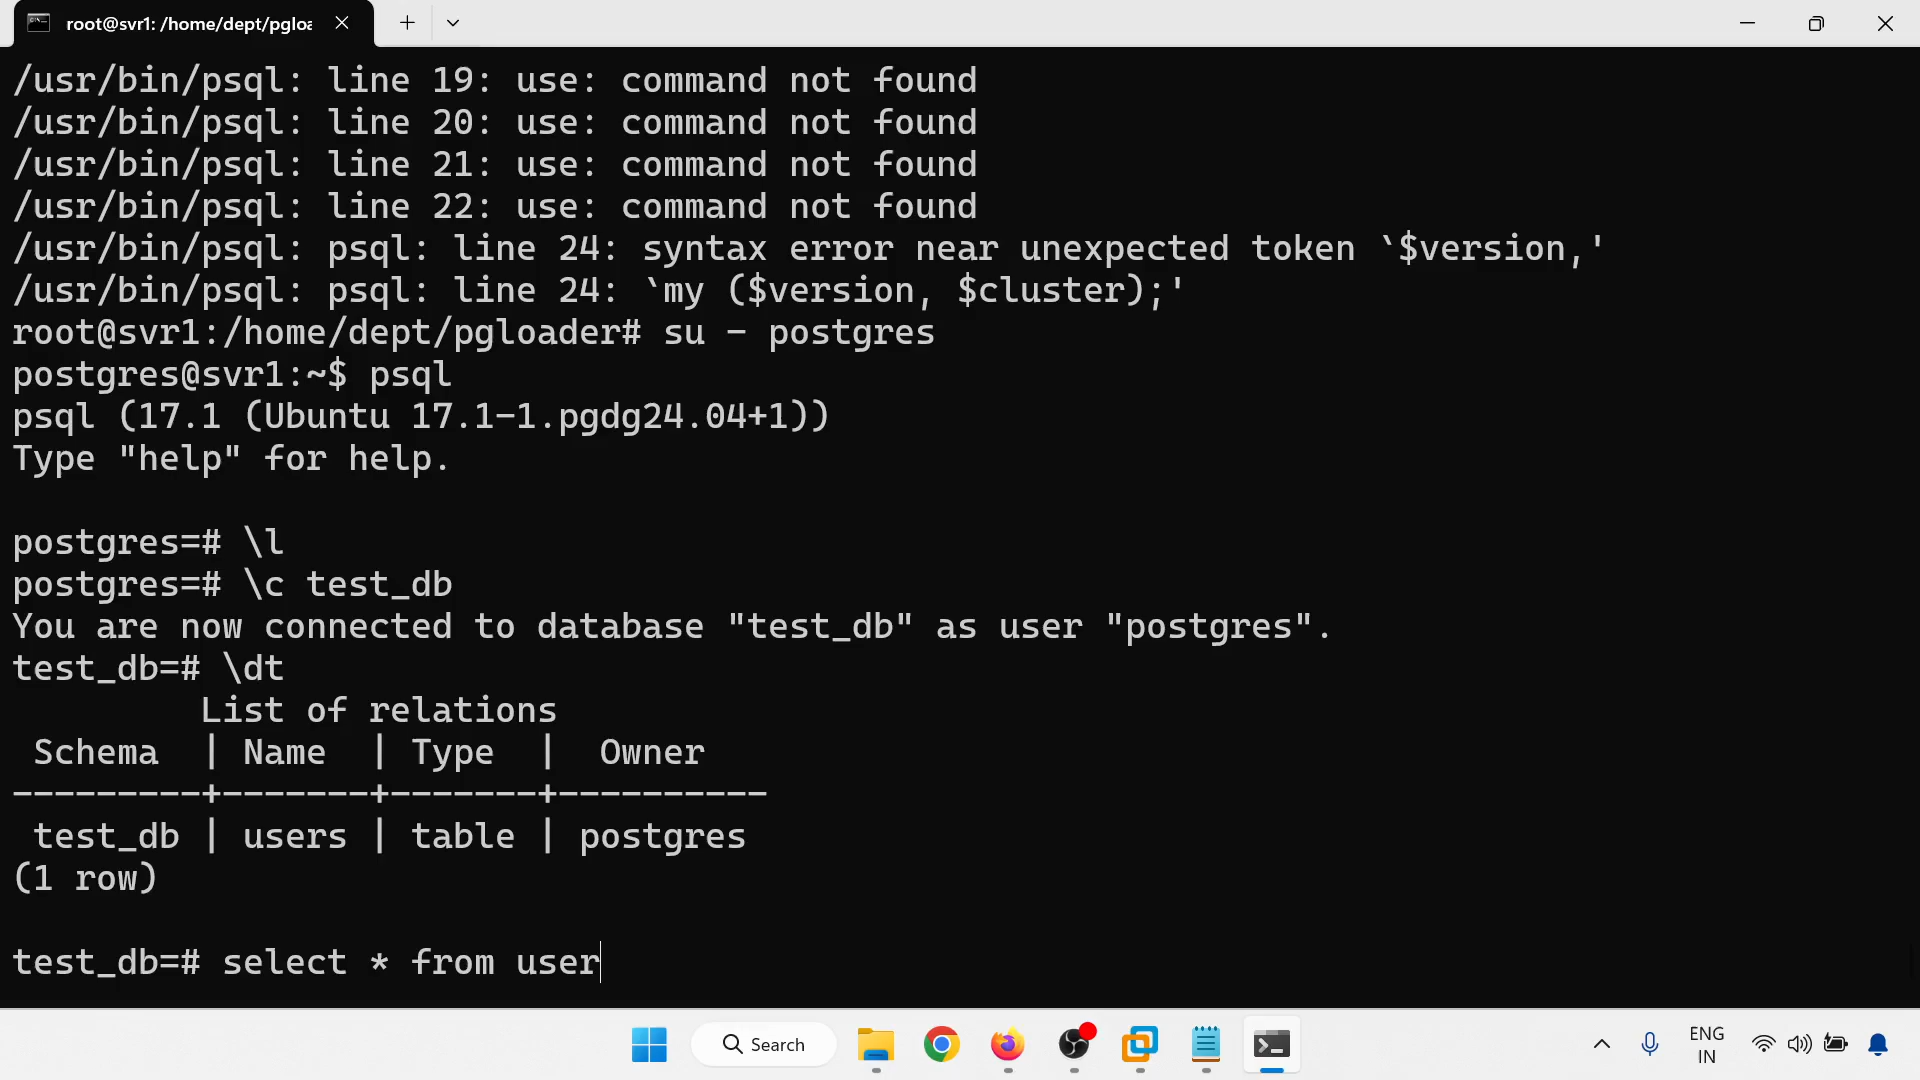 root@svr1: /home/dept/pgloa
/usr/bin/psql: line 19: use: command not found
/usr/bin/psql: line 20: use: command not found
/usr/bin/psql: line 21: use: command not found
/usr/bin/psql: line 22: use: command not found
/usr/bin/psql: psql: line 24: syntax error near unexpected token `$version,'
/usr/bin/psql: psql: line 24: `my ($version, $cluster);'
root@svr1:/home/dept/pgloader# su - postgres
postgres@svr1:~$ psql
psql (17.1 (Ubuntu 17.1-1.pgdg24.04+1))
Type "help" for help.
postgres=# \l
postgres=# \c test_db
You are now connected to database "test_db" as user "postgres".
test_db=# \dt
List of relations
Schema | Name | Type | Owner
---------+-------+-------+----------
test_db | users | table | postgres
(1 row)
test_db=# select * from user
Search
ENG
IN